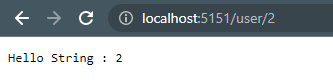 localhost:5151/user/2
Hello String : 2